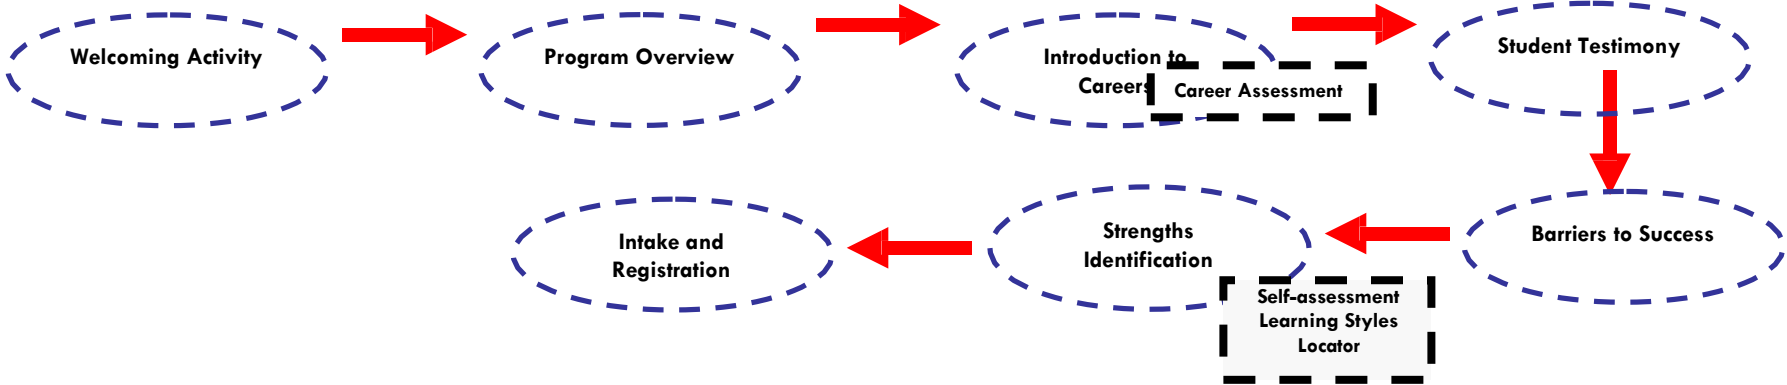 Welcoming Activity
Program Overview
Introduction to
Careers
Career Assessment
Student Testimony
Barriers to Success
Strengths
Identification
Self-assessment
Learning Styles
Locator
Intake and
Registration